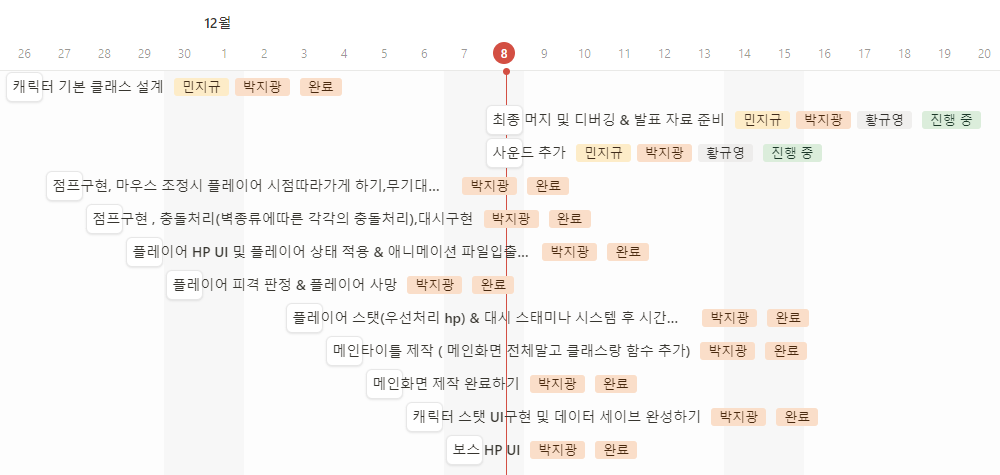 12월
26 27 28 29 30 1 2 3 4 5 6 7 8 9 10 11 12 13 14 15 16 17 18 19 20
캐릭터 기본 클래스 설계 민지규 박지광 완료
최종 머지 및 디버깅 & 발표 자료 준비 민지규 박지광 황규영 진행 중
사운드 추가 민지규 박지광 황규영 진행 중
점프구현, 마우스 조정시 플레이어 시점따라가게 하기,무기대... 박지광 완료
점프구현 , 충돌처리(벽종류에따른 각각의 충돌처리),대시구현 박지광 완료
플레이어 HP UI 및 플레이어 상태 적용 & 애니메이션 파일입출... 박지광 완료
플레이어 피격 판정 & 플레이어 사망 박지광 완료
플레이어 스탯(우선처리 hp) & 대시 스태미나 시스템 후 시간... 박지광 완료
메인타이틀 제작 ( 메인화면 전체말고 클래스랑 함수 추가) 박지광 완료
메인화면 제작 완료하기 박지광 완료
캐릭터 스탯 UI구현 및 데이터 세이브 완성하기 박지광 완료
보스 HP UI 박지광 완료